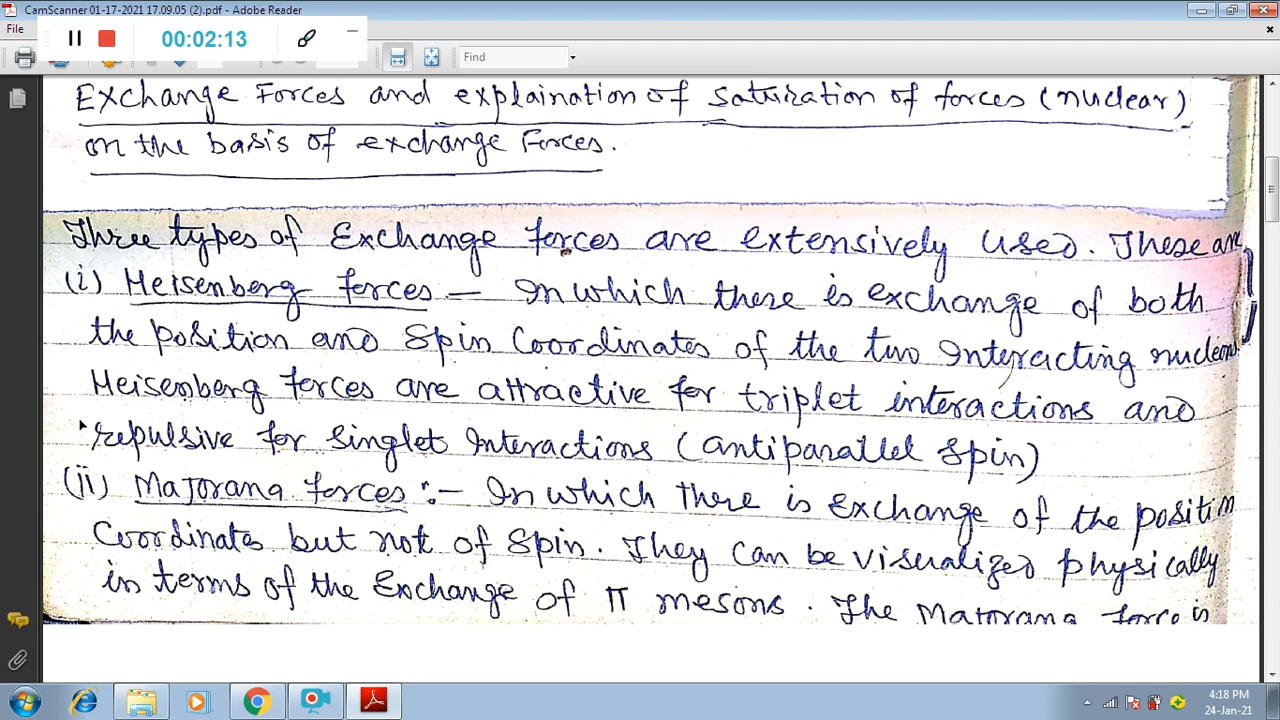 CamScanner 01-17-2021 17.09.05 (2).pdf - Adobe Reader
File
00:02:13
Find
Exchange Forces and explaination of saturation of forces (nuclear)
on the basis of exchange Forces.
Three types of Exchange forces are extensively used. These are
(i) Heisenberg forces – In which there is exchange of both
the position and spin Coordinates of the two Interacting nucleons
Heisenberg forces are attractive for triplet interactions and
repulsive for singlet Interactions (antiparallel spin)
(ii) Majorana forces :– In which there is exchange of the position
Coordinates but not of spin. They can be visualized physically
in terms of the Exchange of π mesons. The Majorana force is
4:18 PM
24-Jan-21